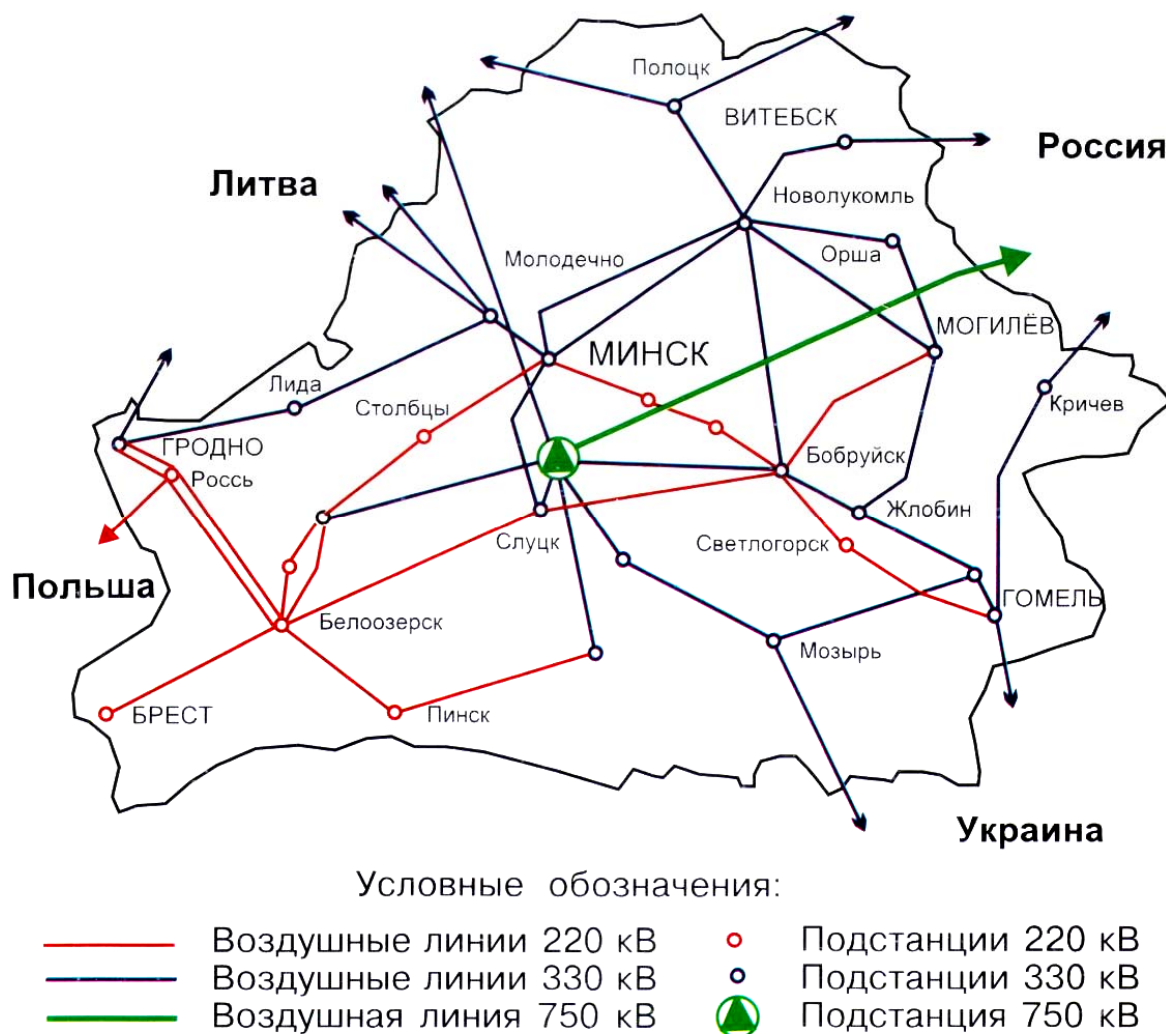 Полоцк
ВИТЕБСК
Россия
Литва
Новолукомль
Молодечно
Орша
МОГИЛЁВ
МИНСК
Лида
Столбцы
Кричев
ГРОДНО
Россь
Бобруйск
Жлобин
Слуцк
Светлогорск
Польша
ГОМЕЛЬ
Белоозерск
Мозырь
БРЕСТ
Пинск
Украина
Условные обозначения:
Воздушные линии 220 кВ
Подстанции 220 кВ
Воздушные линии 330 кВ
Подстанции 330 кВ
Воздушная линия 750 кВ
Подстанция 750 кВ